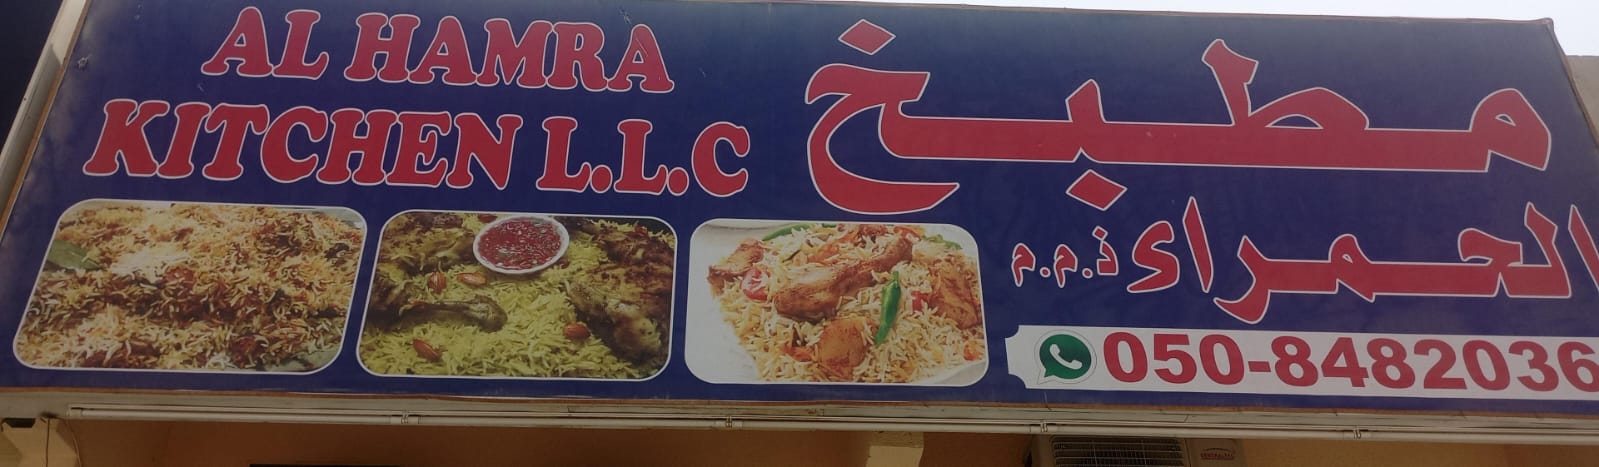 AL HAMRA
KITCHEN L.L.C
مطبخ
الحمراء ذ.م.م
050-8482036